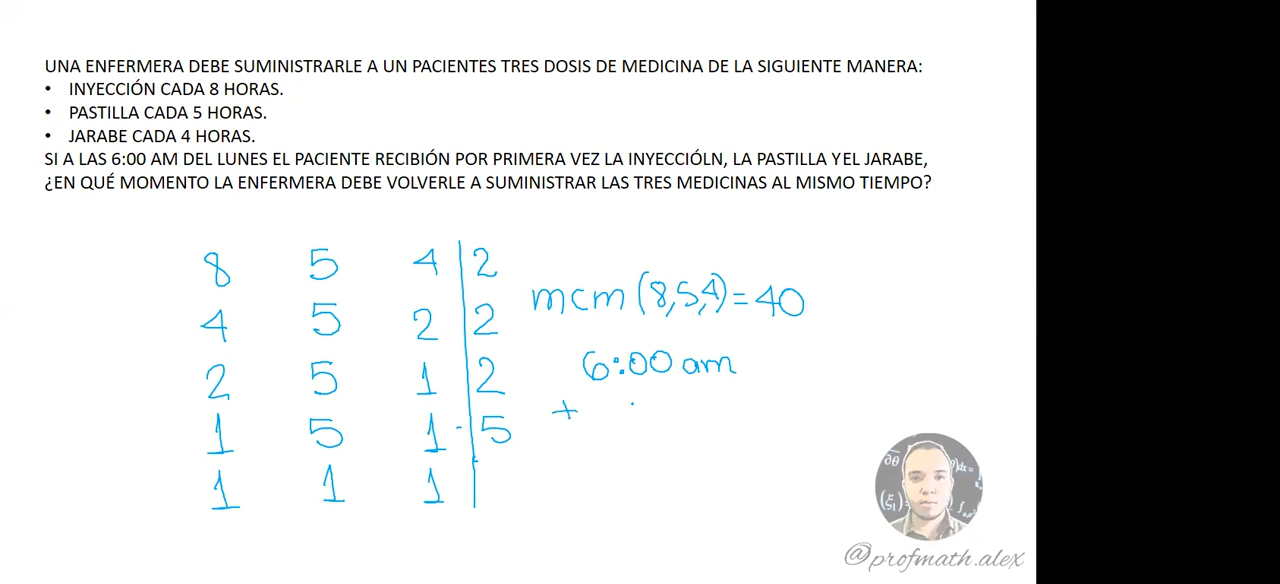 UNA ENFERMERA DEBE SUMINISTRARLE A UN PACIENTES TRES DOSIS DE MEDICINA DE LA SIGUIENTE MANERA:
• INYECCIÓN CADA 8 HORAS.
• PASTILLA CADA 5 HORAS.
• JARABE CADA 4 HORAS.
SI A LAS 6:00 AM DEL LUNES EL PACIENTE RECIBIÓN POR PRIMERA VEZ LA INYECCIÓLN, LA PASTILLA Y EL JARABE,
¿EN QUÉ MOMENTO LA ENFERMERA DEBE VOLVERLE A SUMINISTRAR LAS TRES MEDICINAS AL MISMO TIEMPO?
8 5 4 | 2
4 5 2 | 2
2 5 1 | 2
1 5 1 | 5
1 1 1 |
mcm (8,5,4) = 40
6:00 am
+
@profmath.alex